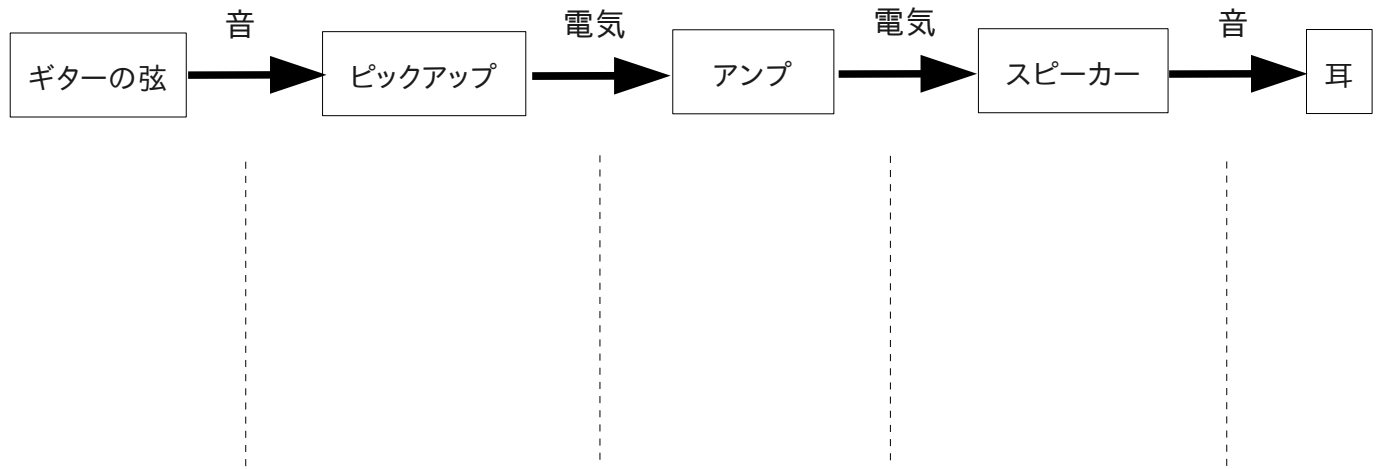 音
電気
電気
音
ギターの弦
ピックアップ
アンプ
スピーカー
耳